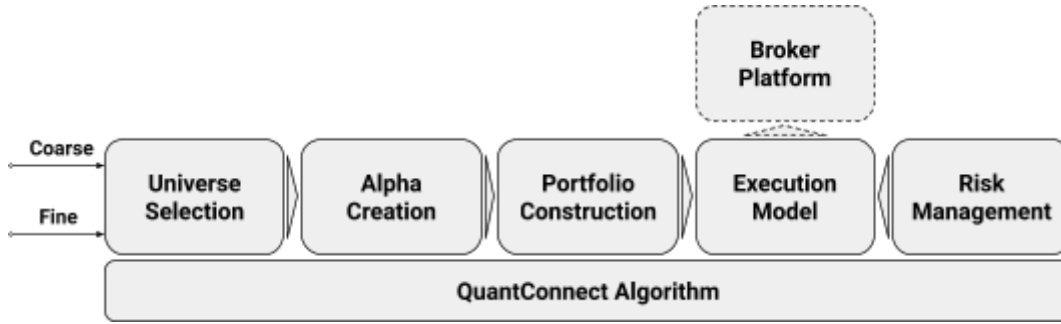 Broker
Platform
Coarse
Fine
Universe
Selection
Alpha
Creation
Portfolio
Construction
Execution
Model
Risk
Management
QuantConnect Algorithm